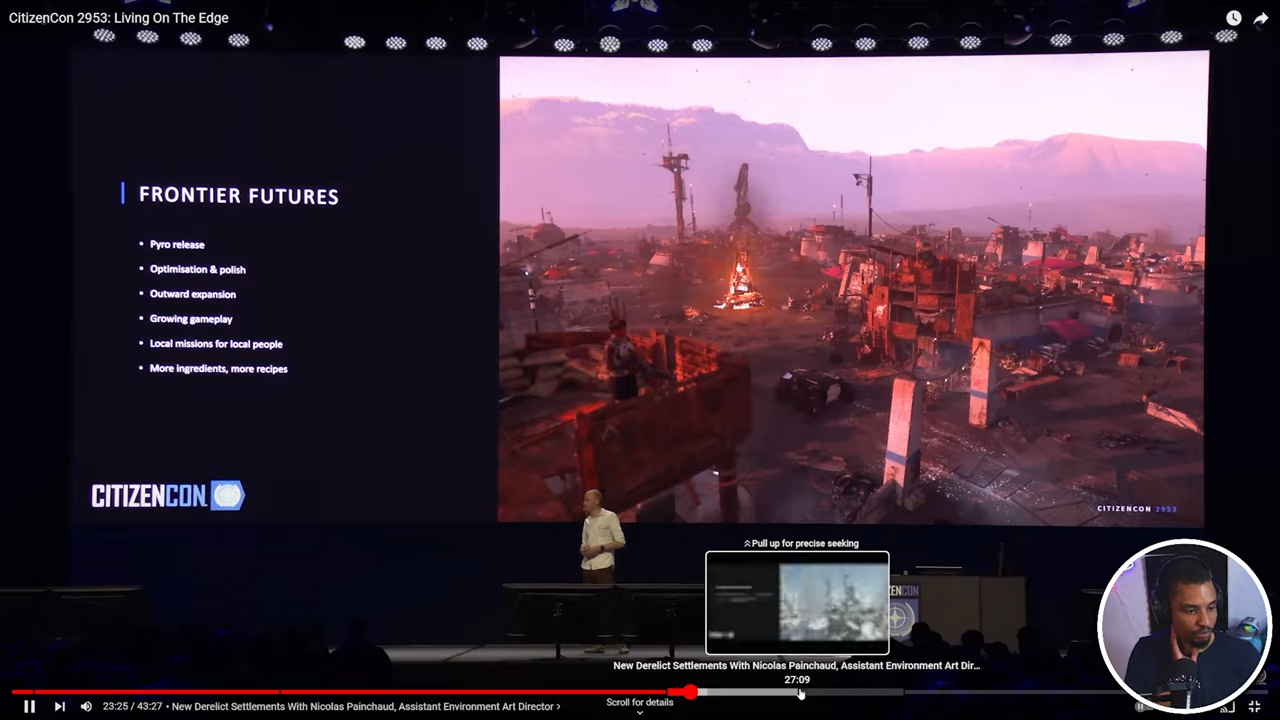 CitizenCon 2953: Living On The Edge
FRONTIER FUTURES
• Pyro release
• Optimisation & polish
• Outward expansion
• Growing gameplay
• Local missions for local people
• More ingredients, more recipes
CITIZENCON
CITIZENCON 2953
Pull up for precise seeking
ZENCON
New Derelict Settlements With Nicolas Painchaud, Assistant Environment Art Dir...
27:09
23:25 / 43:27 • New Derelict Settlements With Nicolas Painchaud, Assistant Environment Art Director >
Scroll for details